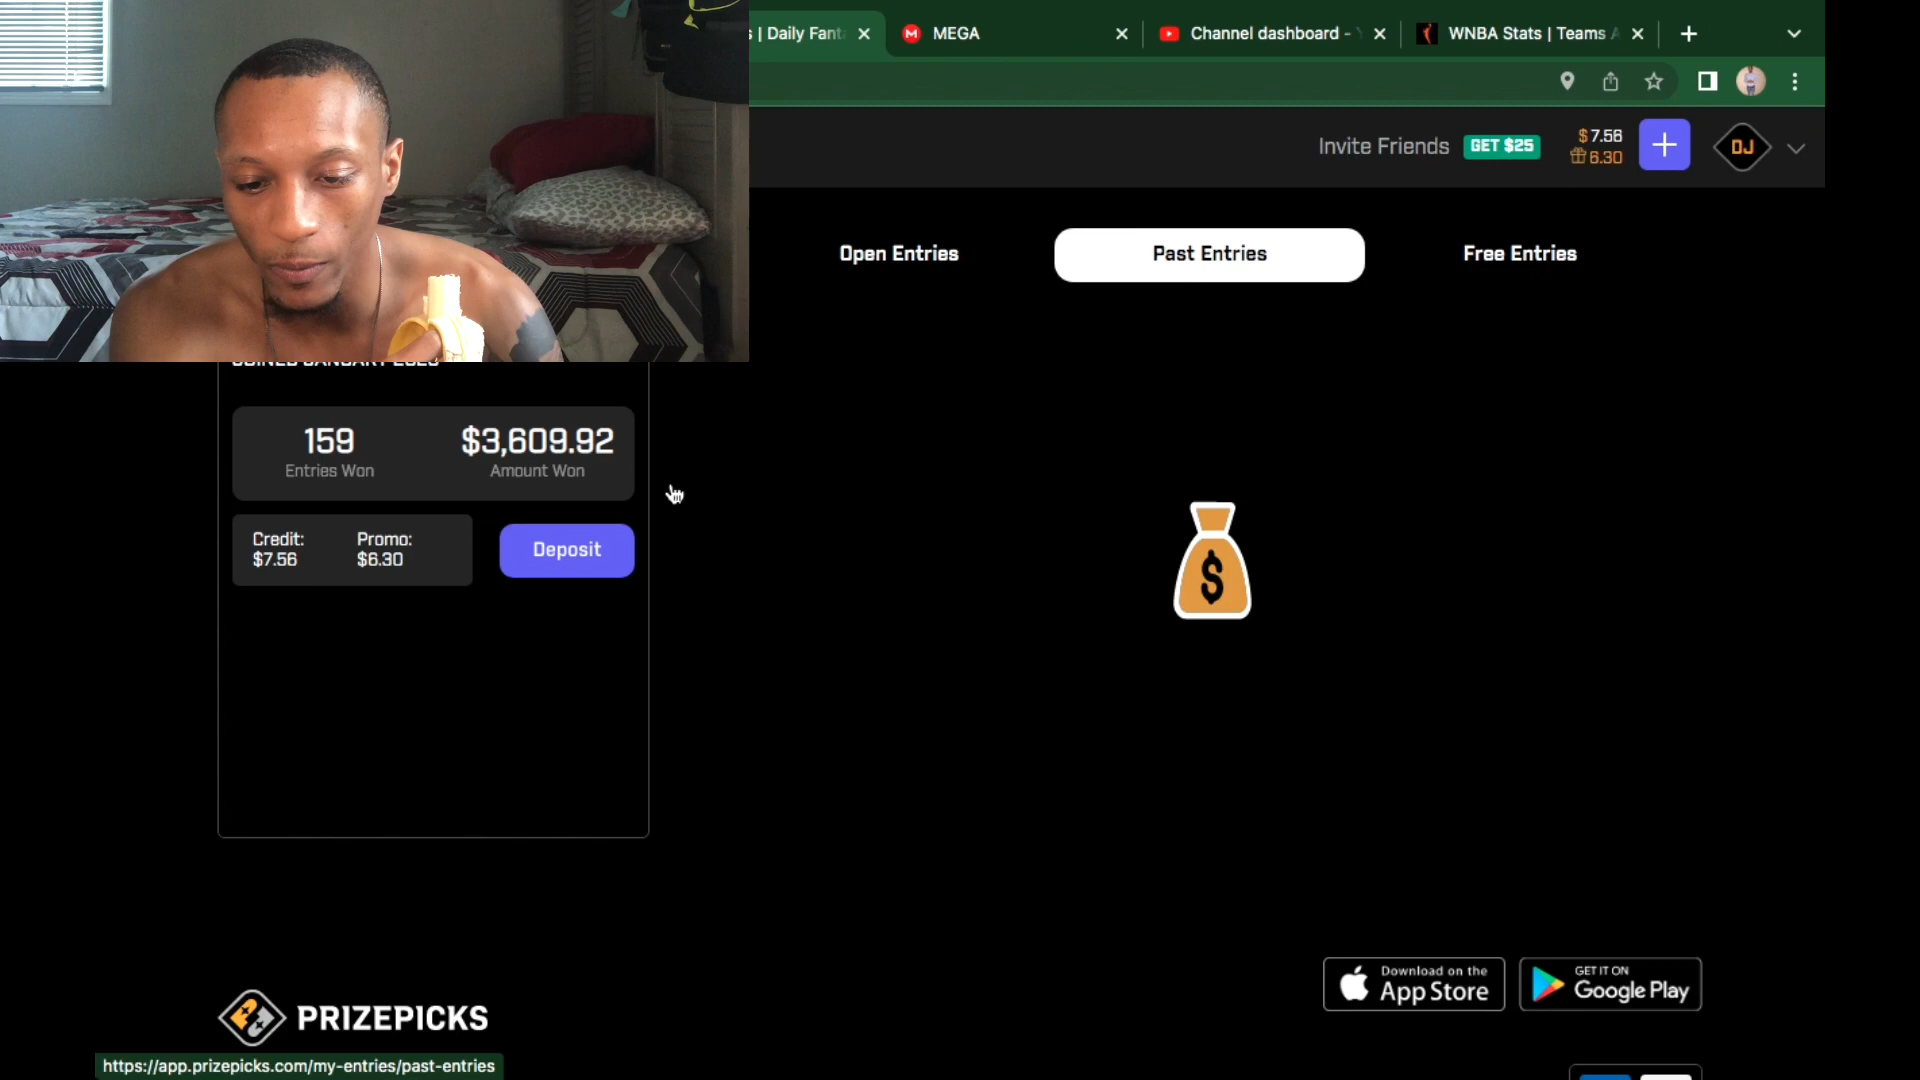 s | Daily Fant
MEGA
Channel dashboard -
WNBA Stats | Teams A
Invite Friends
GET $25
$7.56
6.30
DJ
Open Entries
Past Entries
Free Entries
159
Entries Won
$3,609.92
Amount Won
Credit:
$7.56
Promo:
$6.30
Deposit
$
Download on the
App Store
GET IT ON
Google Play
PRIZEPICKS
https://app.prizepicks.com/my-entries/past-entries